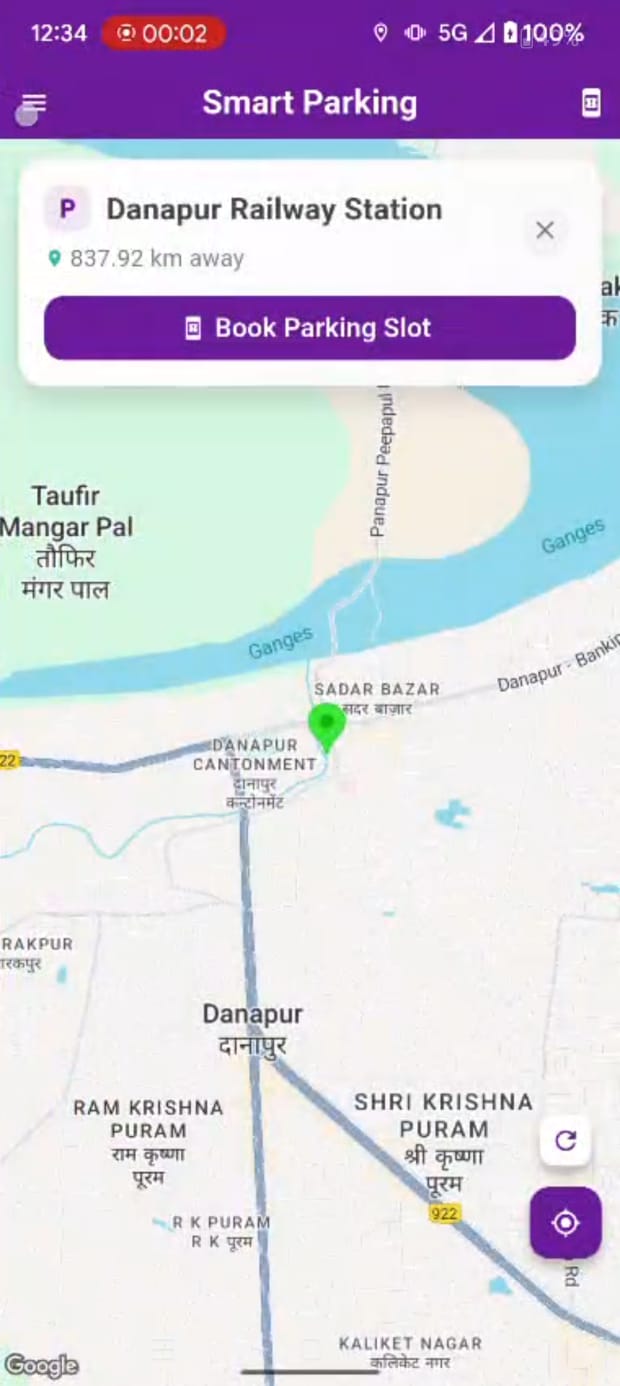 12:34 00:02 5G 100%
Smart Parking
P Danapur Railway Station
837.92 km away
Book Parking Slot
Panapur Peepapul
Taufir
Mangar Pal
तौफिर
मंगर पाल
Ganges
Ganges
Danapur - Bankip
SADAR BAZAR
सदर बाज़ार
22
DANAPUR
CANTONMENT
दानापुर
कन्टोनमेंट
RAKPUR
ारकपुर
Danapur
दानापुर
RAM KRISHNA
PURAM
राम कृष्णा
पूरम
SHRI KRISHNA
PURAM
श्री कृष्णा
पूरम
922
R K PURAM
R K पूरम
Rd
KALIKET NAGAR
कलिकेट नगर
Google